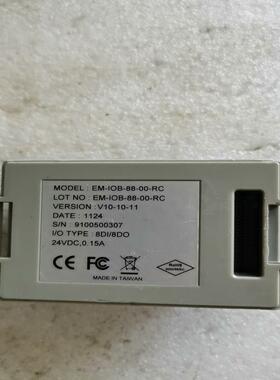 MODEL : EM-IOB-88-00-RC
LOT NO : EM-IOB-88-00-RC
VERSION : V10-10-11
DATE : 1124
S/N : 9100500307
I/O TYPE : 8DI/8DO
24VDC,0.15A
CE
RoHS
MADE IN TAIWAN